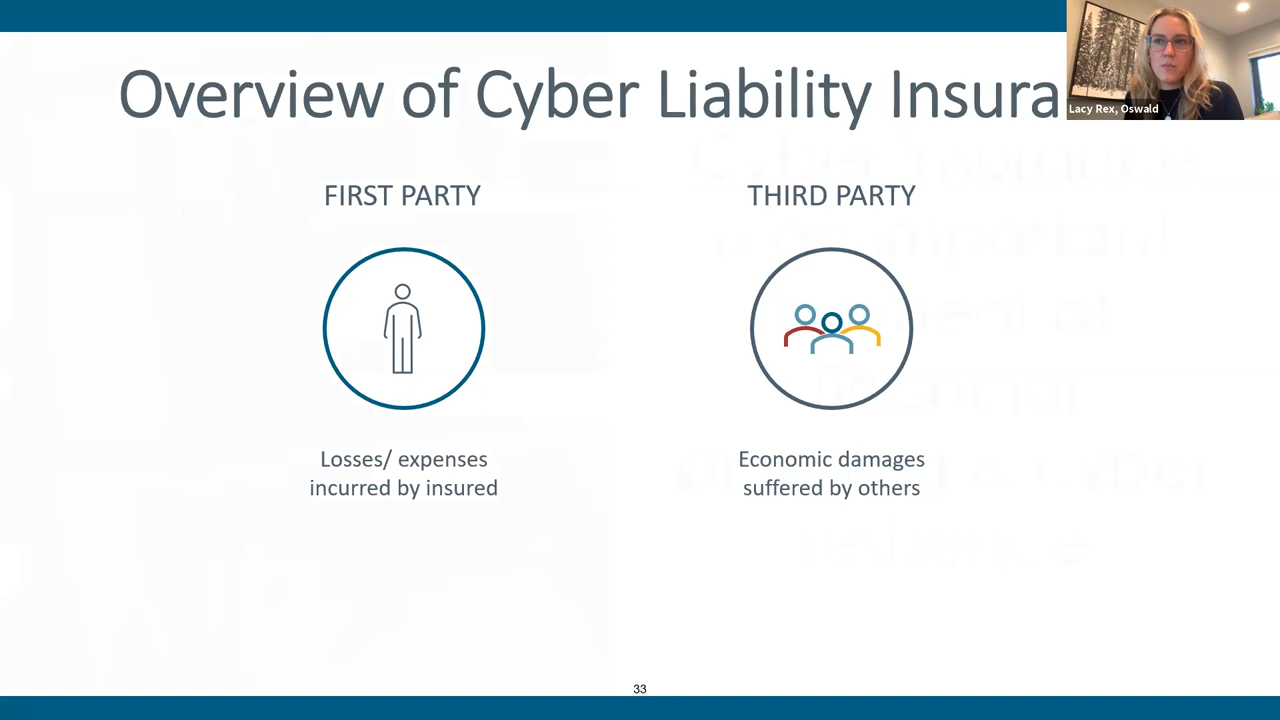 Overview of Cyber Liability Insura
Lacy Rex, Oswald
FIRST PARTY
THIRD PARTY
Losses/ expenses
incurred by insured
Economic damages
suffered by others
33